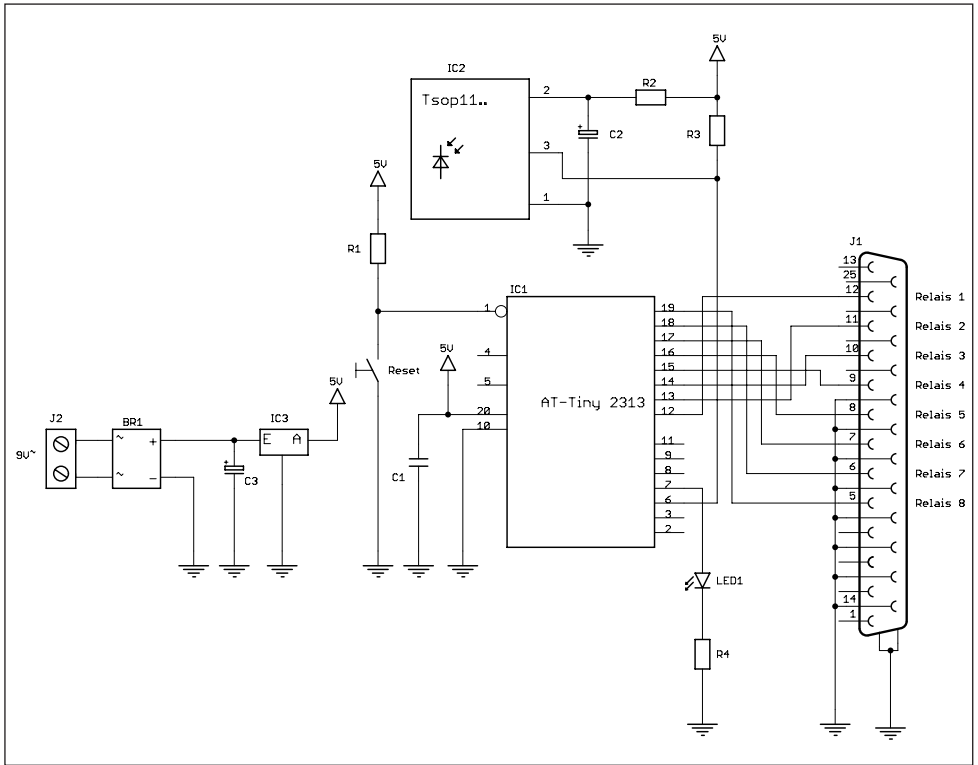 5V
IC2
R2
Tsop11..
2
C2
R3
3
1
5V
R1
J1
13
25
12
Relais 1
11
Relais 2
10
Relais 3
9
Relais 4
8
Relais 5
7
Relais 6
6
Relais 7
5
Relais 8
14
1
IC1
1
4
5
20
10
AT-Tiny 2313
19
18
17
16
15
14
13
12
11
9
8
7
6
3
2
5V
Reset
C1
5V
J2
9V~
BR1
~
+
~
-
IC3
E A
+
C3
+
LED1
R4